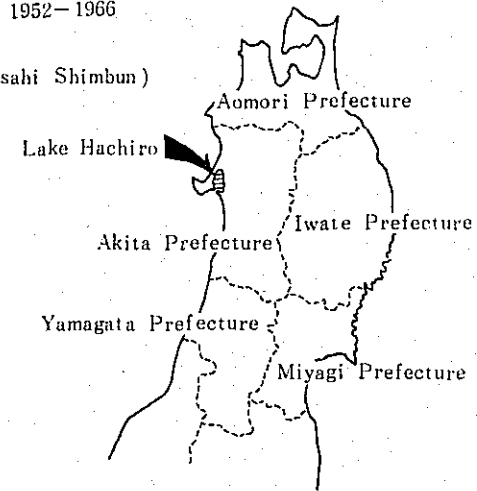 1952–1966
sahi Shimbun)
Aomori Prefecture
Lake Hachiro
Iwate Prefecture
Akita Prefecture
Yamagata Prefecture
Miyagi Prefecture